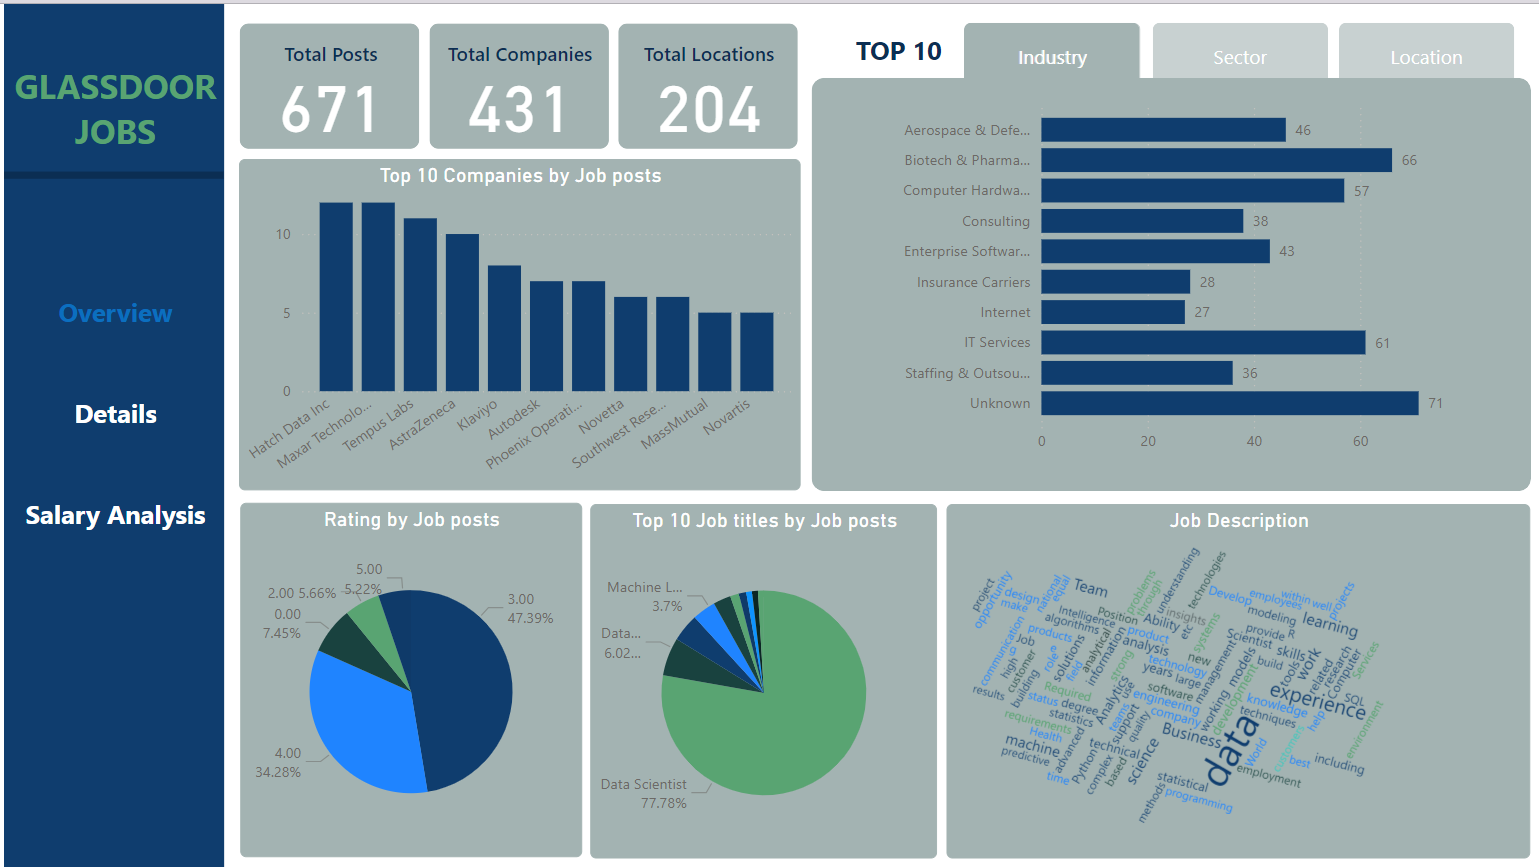 GLASSDOOR
JOBS
Overview
Details
Salary Analysis
Total Posts
671
Total Companies
431
Total Locations
204
TOP 10
Industry
Sector
Location
Top 10 Companies by Job posts
10
5
0
Hatch Data Inc
Maxar Technolo...
Tempus Labs
AstraZeneca
Klaviyo
Autodesk
Phoenix Operati...
Novetta
Southwest Rese...
MassMutual
Novartis
Aerospace & Defe... 46
Biotech & Pharma... 66
Computer Hardwa... 57
Consulting 38
Enterprise Softwar... 43
Insurance Carriers 28
Internet 27
IT Services 61
Staffing & Outsou... 36
Unknown 71
0 20 40 60
Rating by Job posts
5.00
5.22%
2.00 5.66%
0.00
7.45%
3.00
47.39%
4.00
34.28%
Top 10 Job titles by Job posts
Machine L...
3.7%
Data...
6.02...
Data Scientist
77.78%
Job Description
project
opportunity
design
make
national
equal
Team
problems
through
understanding
technologies
Develop
employees
within
well
projects
communication
products
Job
g
high
customer
building
results
Intelligence
algorithms
Position
insights
Ability
etc
systems
modeling
provide
R
learning
e
role
field
solutions
analytical
information
product
analysis
technology
new
years
large
strong
Scientist
skills
build
tools
work
related
research
Computer
Services
Required
status
degree
statistics
requirements
Health
machine
predictive
time
advanced
Analytics
use
teams
support
quality
software
engineering
company
management
working
models
development
knowledge
techniques
experience
SQL
help
environment
Python
complex
technical
based
science
Business
data
World
customers
best
including
employment
statistical
programming
methods